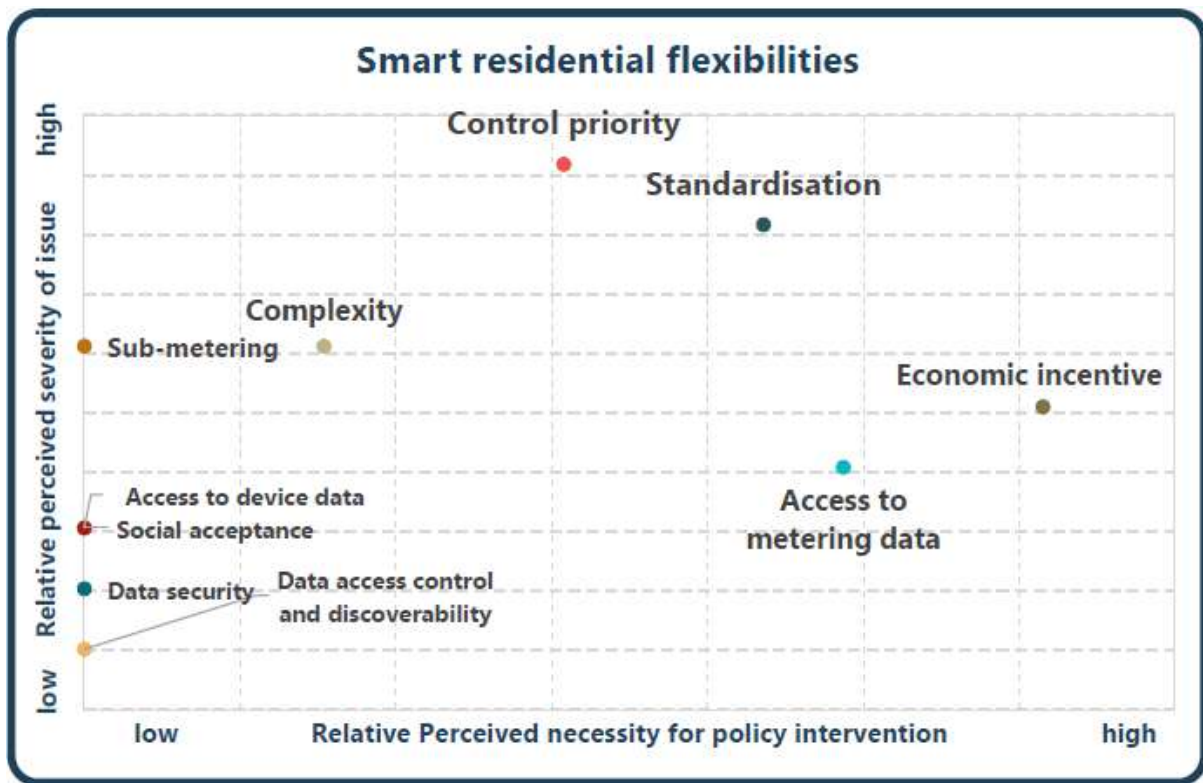 Smart residential flexibilities
high
Relative perceived severity of issue
low
Control priority
Standardisation
Complexity
Sub-metering
Economic incentive
Access to device data
Social acceptance
Access to
metering data
Data security
Data access control
and discoverability
low
Relative Perceived necessity for policy intervention
high